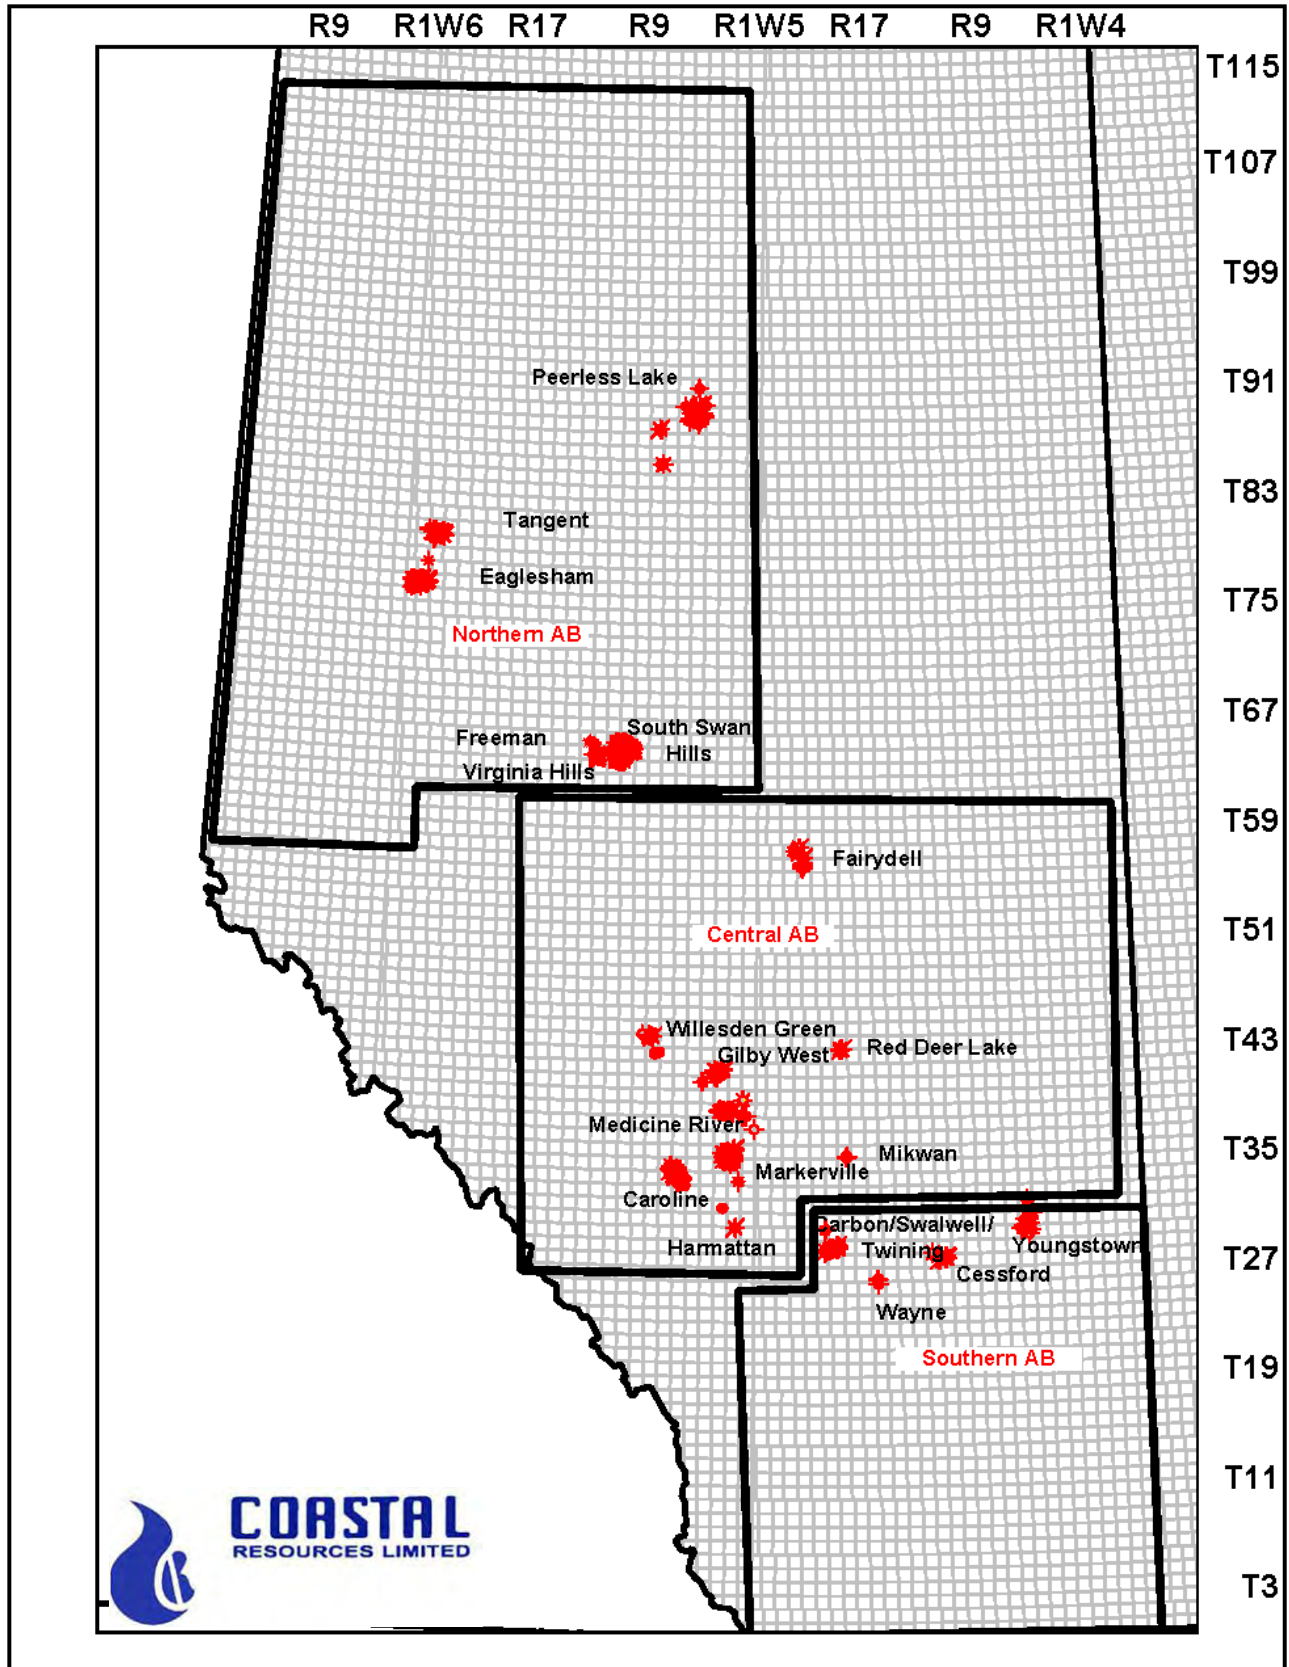 R9 R1W6 R17 R9 R1W5 R17 R9 R1W4
T115
T107
T99
Peerless Lake
T91
T83
Tangent
Eaglesham
T75
Northern AB
T67
South Swan
Hills
Freeman
Virginia Hills
T59
Fairydell
T51
Central AB
Willesden Green
T43
Gilby West
Red Deer Lake
Medicine River
T35
Mikwan
Markerville
Caroline
Carbon/Swalwell/
Twining
Harmattan
Youngstown
T27
Cessford
Wayne
Southern AB
T19
T11
COASTAL
RESOURCES LIMITED
T3